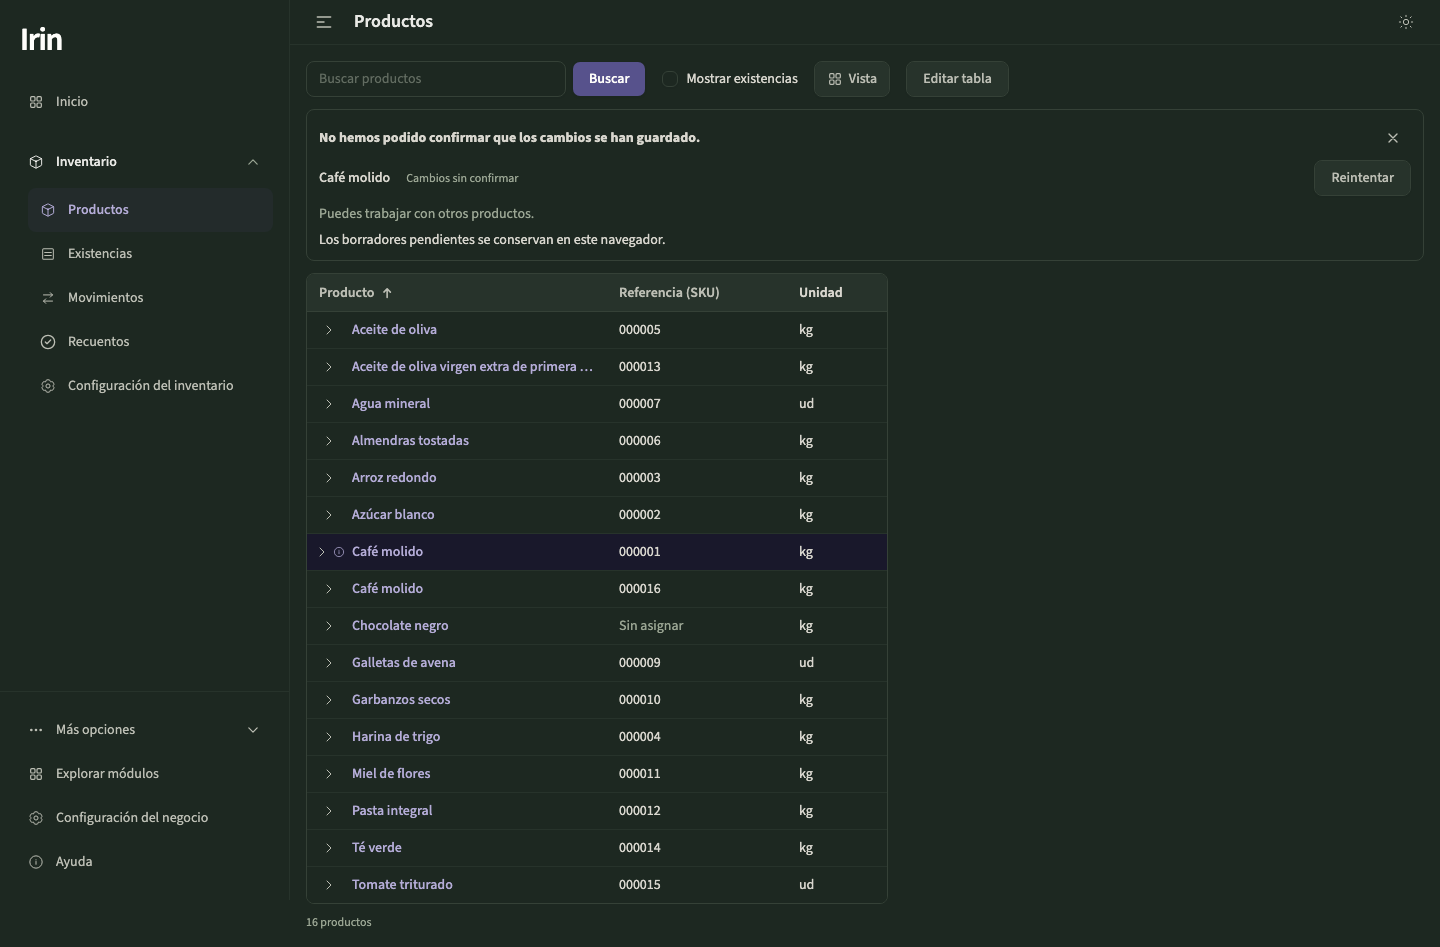 Irin
Inicio
Inventario
Productos
Existencias
Movimientos
Recuentos
Configuración del inventario
Más opciones
Explorar módulos
Configuración del negocio
Ayuda
Productos
Buscar productos Buscar Mostrar existencias Vista Editar tabla
No hemos podido confirmar que los cambios se han guardado.
Café molido Cambios sin confirmar Reintentar
Puedes trabajar con otros productos.
Los borradores pendientes se conservan en este navegador.
Producto Referencia (SKU) Unidad
Aceite de oliva 000005 kg
Aceite de oliva virgen extra de primera ... 000013 kg
Agua mineral 000007 ud
Almendras tostadas 000006 kg
Arroz redondo 000003 kg
Azúcar blanco 000002 kg
Café molido 000001 kg
Café molido 000016 kg
Chocolate negro Sin asignar kg
Galletas de avena 000009 ud
Garbanzos secos 000010 kg
Harina de trigo 000004 kg
Miel de flores 000011 kg
Pasta integral 000012 kg
Té verde 000014 kg
Tomate triturado 000015 ud
16 productos